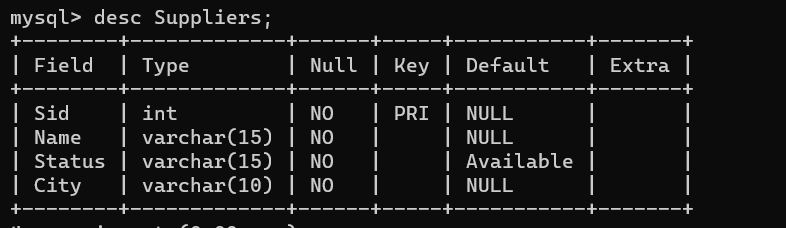 mysql> desc Suppliers;
+--------+-------------+------+-----+-----------+-------+
| Field  | Type        | Null | Key | Default   | Extra |
+--------+-------------+------+-----+-----------+-------+
| Sid    | int         | NO   | PRI | NULL      |       |
| Name   | varchar(15) | NO   |     | NULL      |       |
| Status | varchar(15) | NO   |     | Available |       |
| City   | varchar(10) | NO   |     | NULL      |       |
+--------+-------------+------+-----+-----------+-------+